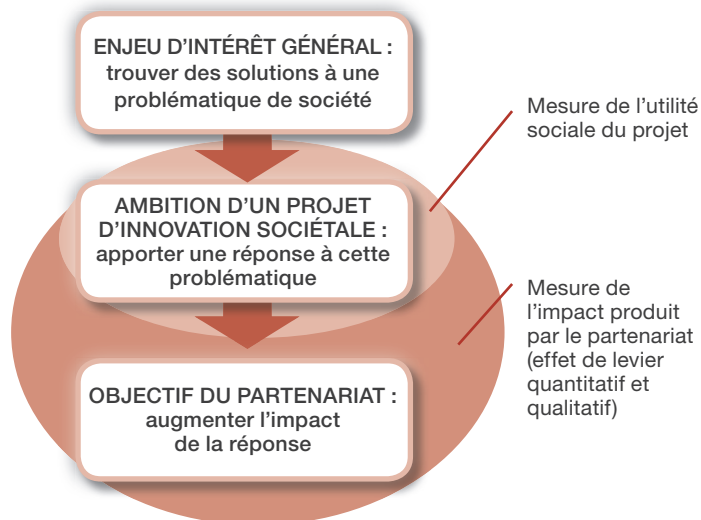 ENJEU D'INTÉRÊT GÉNÉRAL :
trouver des solutions à une
problématique de société
Mesure de l'utilité
sociale du projet
AMBITION D'UN PROJET
D'INNOVATION SOCIÉTALE :
apporter une réponse à cette
problématique
Mesure de
l'impact produit
par le partenariat
(effet de levier
quantitatif et
qualitatif)
OBJECTIF DU PARTENARIAT :
augmenter l'impact
de la réponse